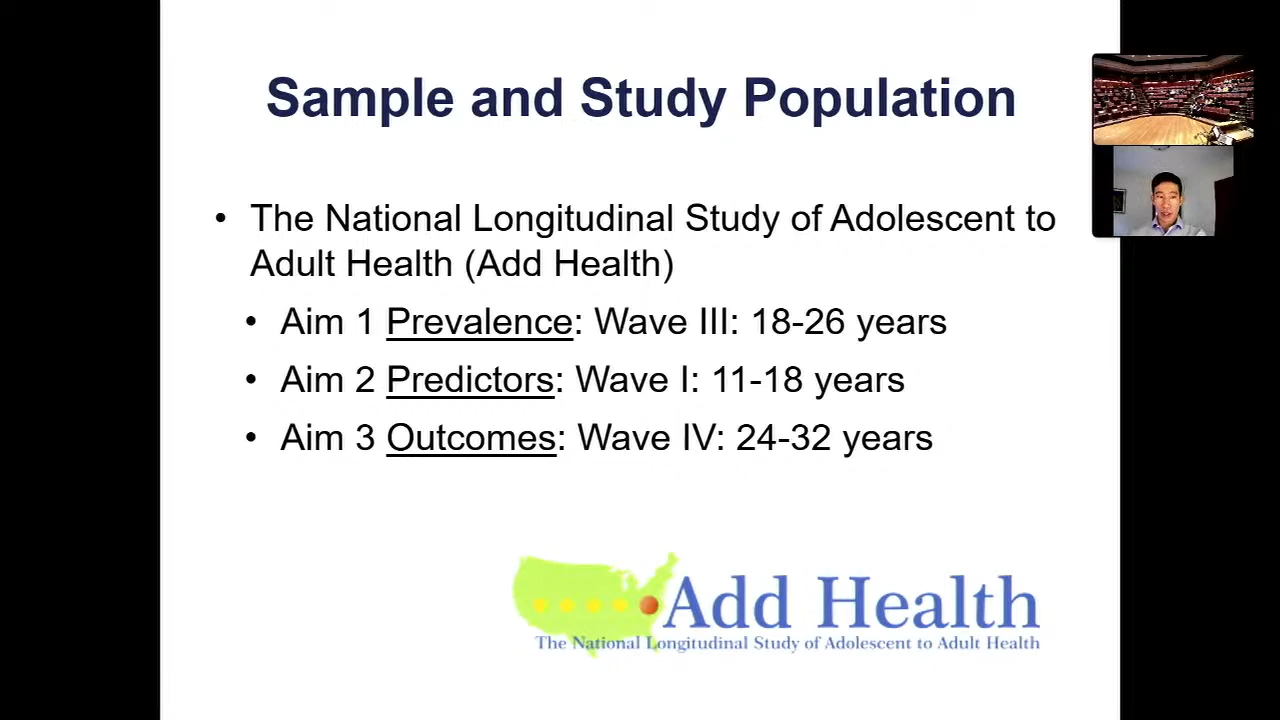 Sample and Study Population
• The National Longitudinal Study of Adolescent to
Adult Health (Add Health)
• Aim 1 Prevalence: Wave III: 18-26 years
• Aim 2 Predictors: Wave I: 11-18 years
• Aim 3 Outcomes: Wave IV: 24-32 years
Add Health
The National Longitudinal Study of Adolescent to Adult Health